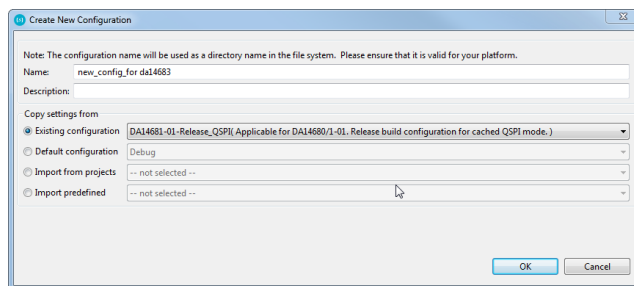 Create New Configuration
Note: The configuration name will be used as a directory name in the file system. Please ensure that it is valid for your platform.
Name: new_config_for da14683
Description:
Copy settings from
Existing configuration DA14681-01-Release_QSPI( Applicable for DA14680/1-01. Release build configuration for cached QSPI mode. )
Default configuration Debug
Import from projects -- not selected --
Import predefined -- not selected --
OK Cancel